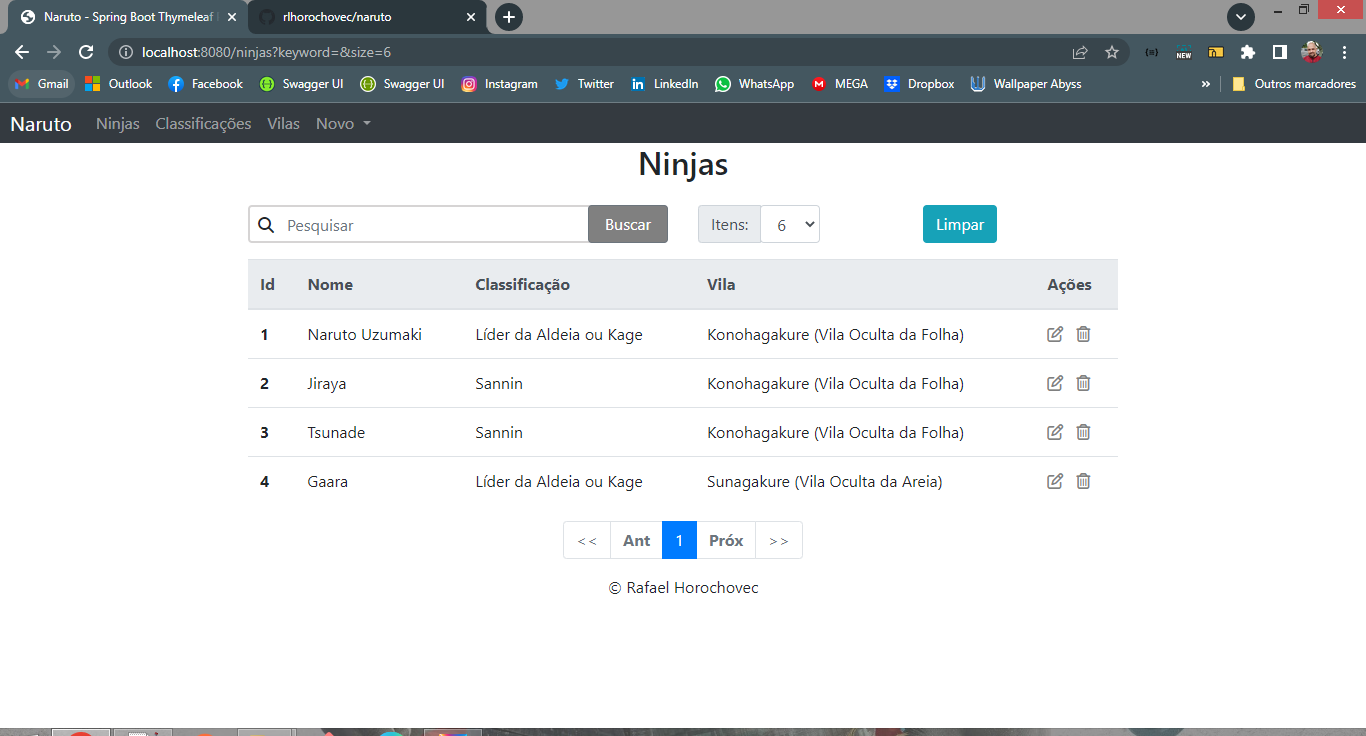 Naruto - Spring Boot Thymeleaf
rlhorochovec/naruto
localhost:8080/ninjas?keyword=&size=6
NEW
Gmail Outlook Facebook Swagger UI Swagger UI Instagram Twitter LinkedIn WhatsApp MEGA Dropbox Wallpaper Abyss » Outros marcadores
Naruto Ninjas Classificações Vilas Novo
Ninjas
Pesquisar Buscar Itens: 6 Limpar
Id Nome Classificação Vila Ações
1 Naruto Uzumaki Líder da Aldeia ou Kage Konohagakure (Vila Oculta da Folha)
2 Jiraya Sannin Konohagakure (Vila Oculta da Folha)
3 Tsunade Sannin Konohagakure (Vila Oculta da Folha)
4 Gaara Líder da Aldeia ou Kage Sunagakure (Vila Oculta da Areia)
<< Ant 1 Próx >>
© Rafael Horochovec